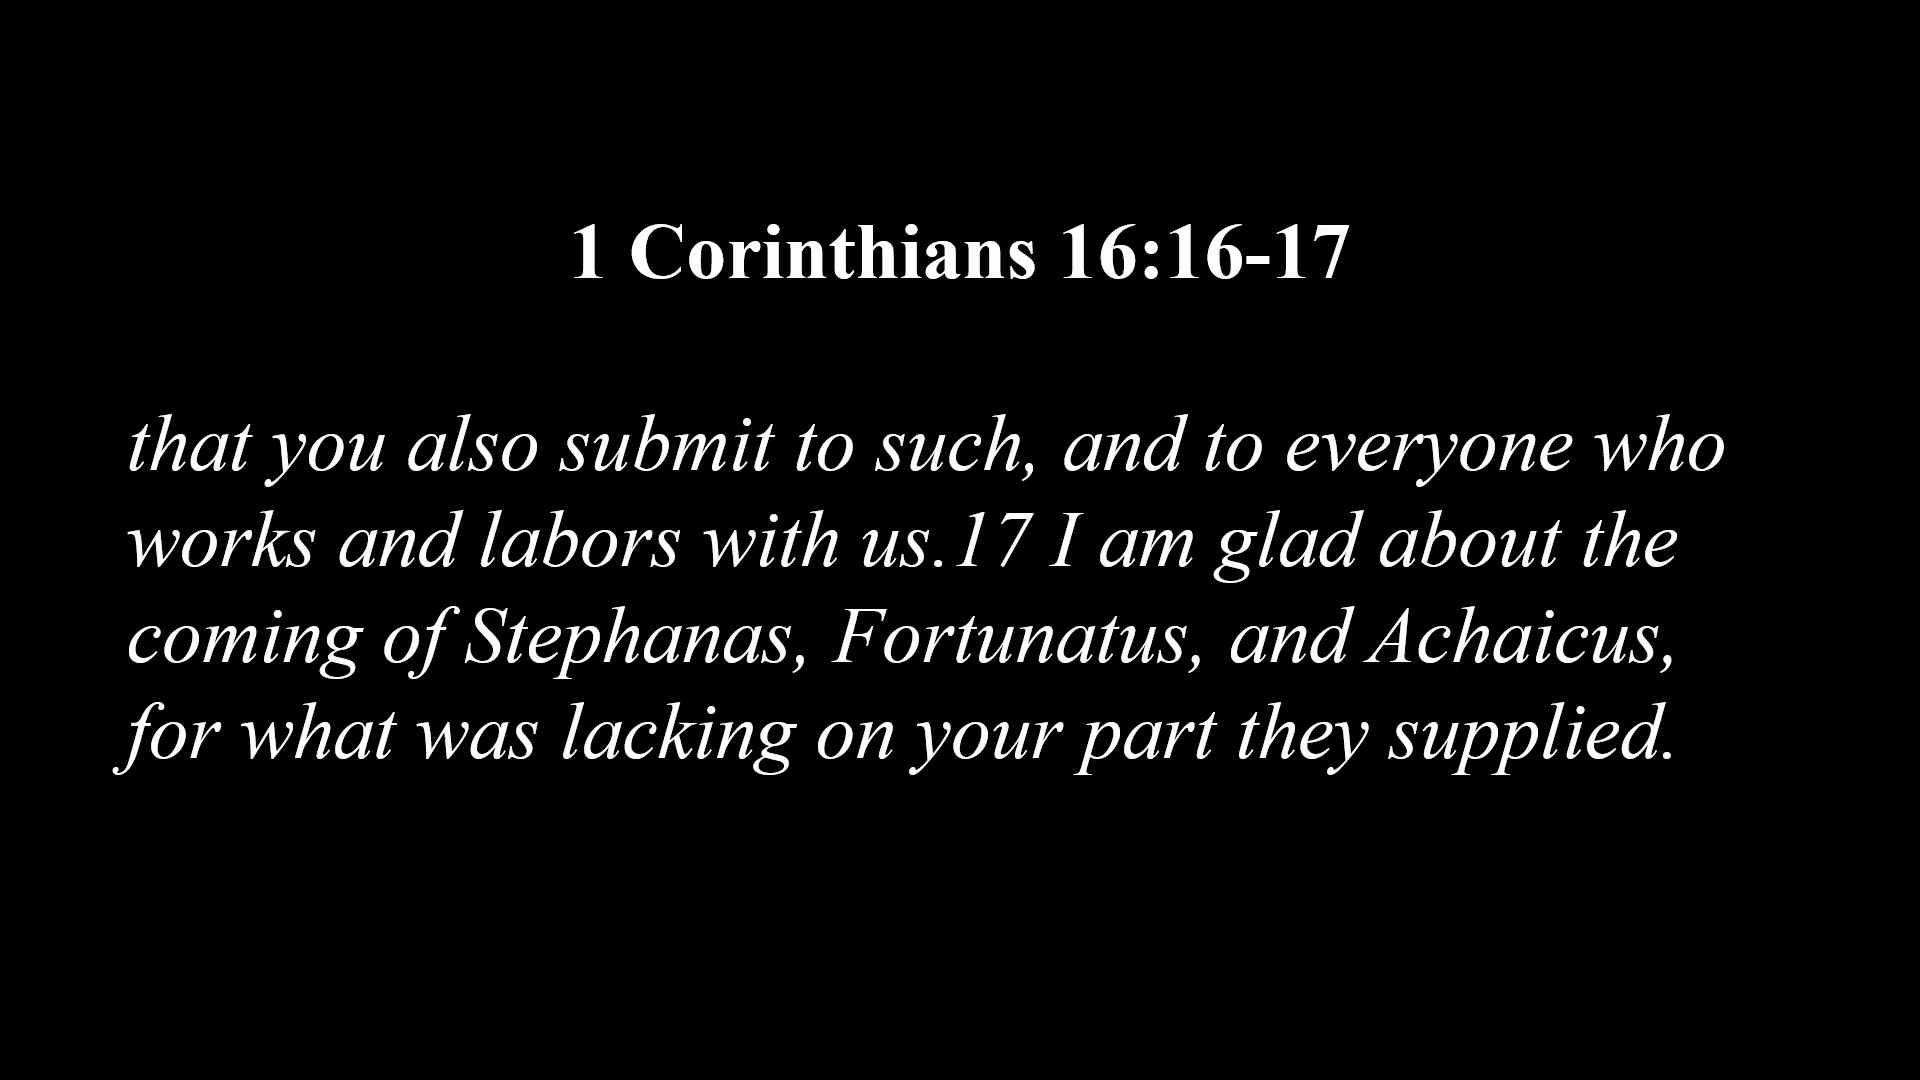 1 Corinthians 16:16-17
that you also submit to such, and to everyone who
works and labors with us.17 I am glad about the
coming of Stephanas, Fortunatus, and Achaicus,
for what was lacking on your part they supplied.